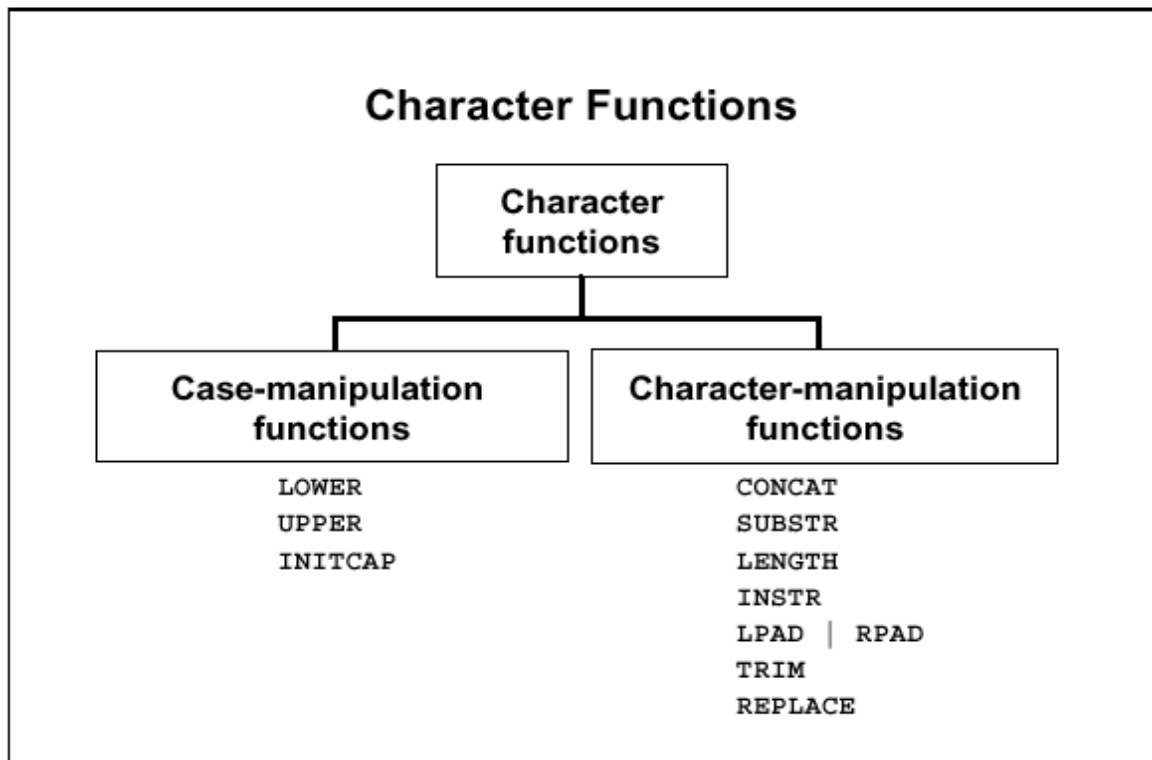 Character Functions
Character
functions
Case-manipulation
functions
Character-manipulation
functions
LOWER
UPPER
INITCAP
CONCAT
SUBSTR
LENGTH
INSTR
LPAD | RPAD
TRIM
REPLACE